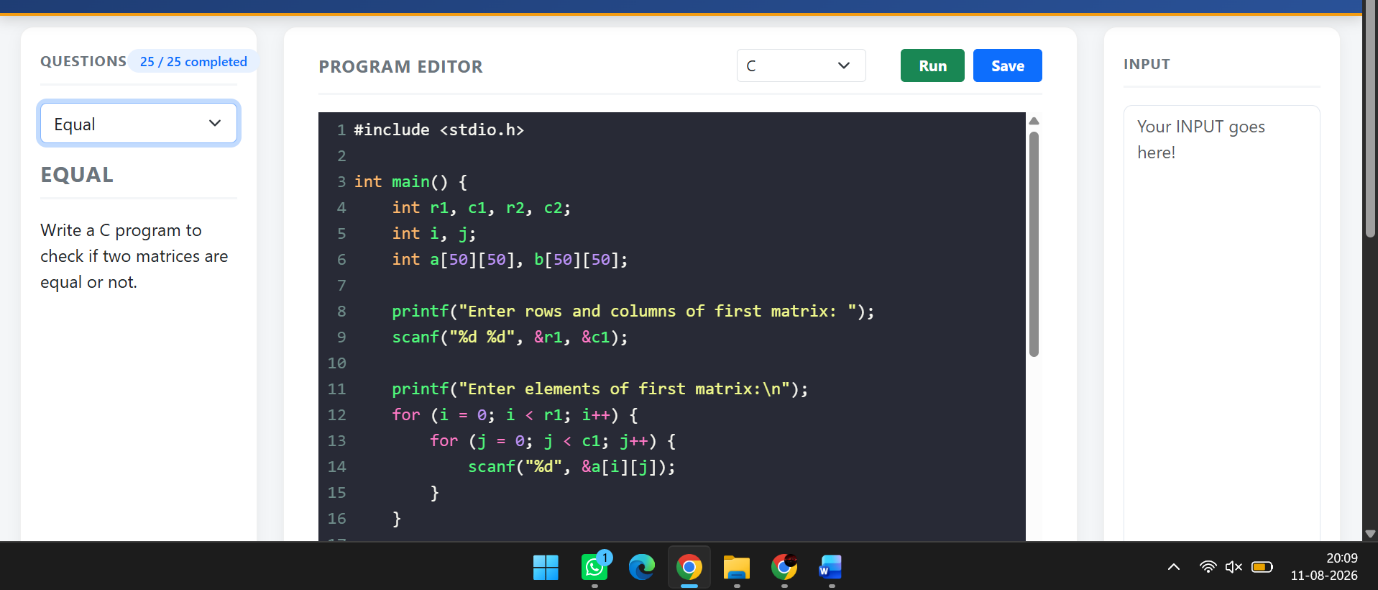 QUESTIONS 25 / 25 completed
Equal
EQUAL
Write a C program to
check if two matrices are
equal or not.
PROGRAM EDITOR
C
Run
Save
1 #include <stdio.h>
2
3 int main() {
4     int r1, c1, r2, c2;
5     int i, j;
6     int a[50][50], b[50][50];
7
8     printf("Enter rows and columns of first matrix: ");
9     scanf("%d %d", &r1, &c1);
10
11     printf("Enter elements of first matrix:\n");
12     for (i = 0; i < r1; i++) {
13         for (j = 0; j < c1; j++) {
14             scanf("%d", &a[i][j]);
15         }
16     }
INPUT
Your INPUT goes
here!
1
W
20:09
11-08-2026